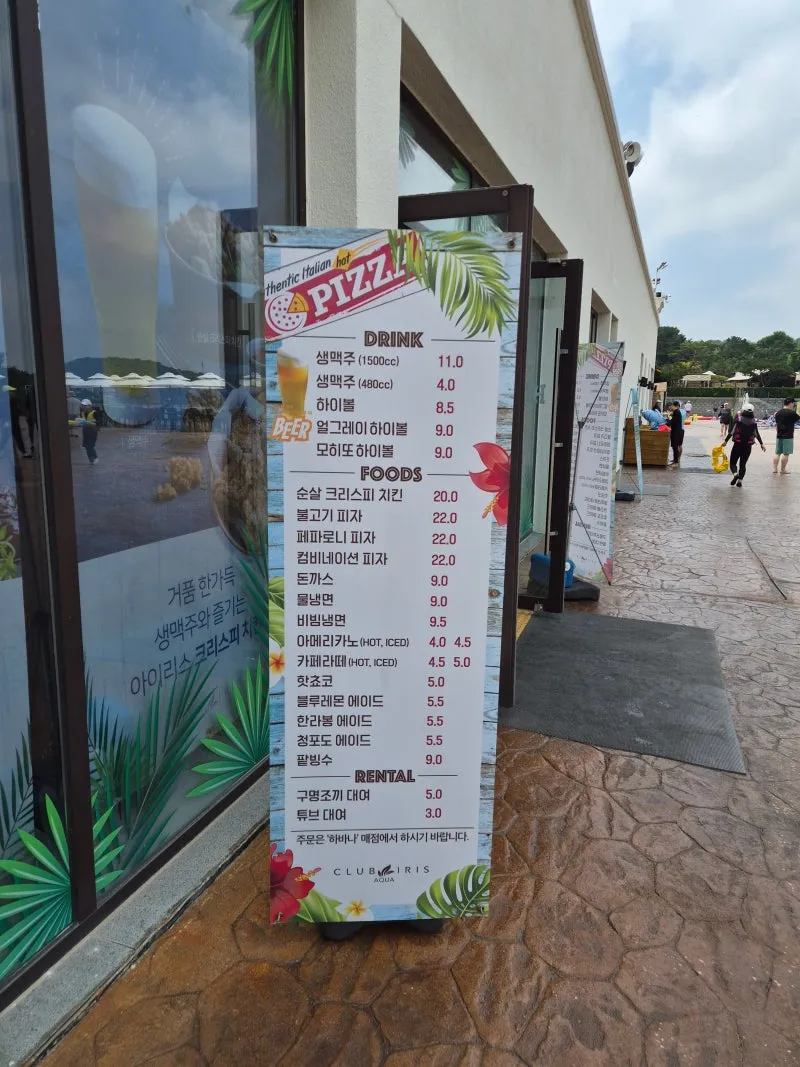 thentic Italian hot
PIZZ
DRINK
생맥주 (1500cc) 11.0
생맥주 (480cc) 4.0
하이볼 8.5
얼그레이 하이볼 9.0
모히또 하이볼 9.0
BEER
FOODS
순살 크리스피 치킨 20.0
불고기 피자 22.0
페파로니 피자 22.0
컴비네이션 피자 22.0
돈까스 9.0
물냉면 9.0
비빔냉면 9.5
아메리카노 (HOT, ICED) 4.0 4.5
카페라떼 (HOT, ICED) 4.5 5.0
핫쵸코 5.0
블루레몬 에이드 5.5
한라봉 에이드 5.5
청포도 에이드 5.5
팥빙수 9.0
RENTAL
구명조끼 대여 5.0
튜브 대여 3.0
주문은 '하바나' 매점에서 하시기 바랍니다.
CLUB IRIS
AQUA
거품 한가득
생맥주와 즐기는
아이리스 크리스피 치킨